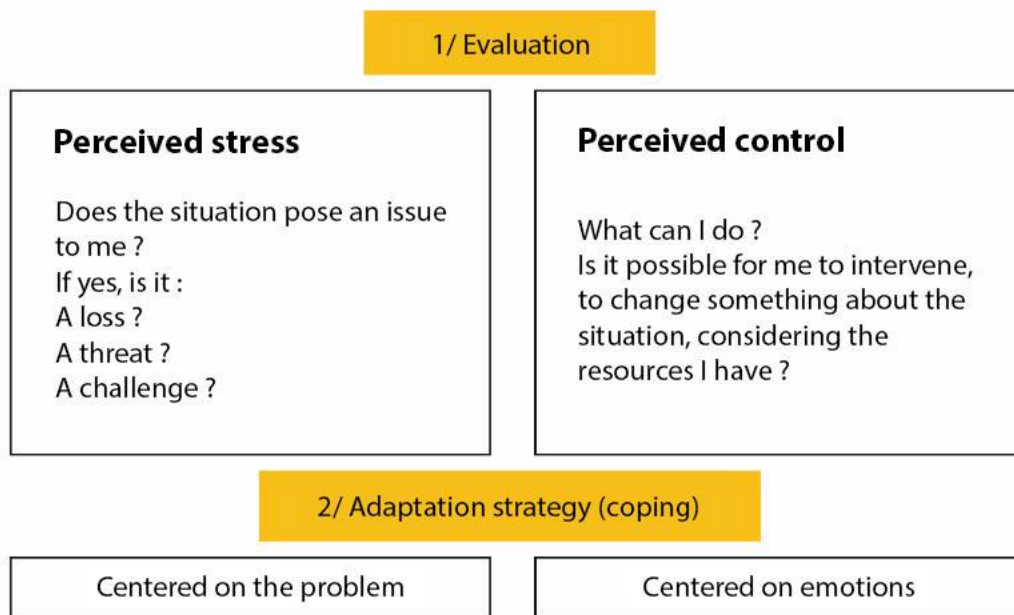 1/ Evaluation
Perceived stress
Does the situation pose an issue
to me ?
If yes, is it :
A loss ?
A threat ?
A challenge ?
Perceived control
What can I do ?
Is it possible for me to intervene,
to change something about the
situation, considering the
resources I have ?
2/ Adaptation strategy (coping)
Centered on the problem
Centered on emotions